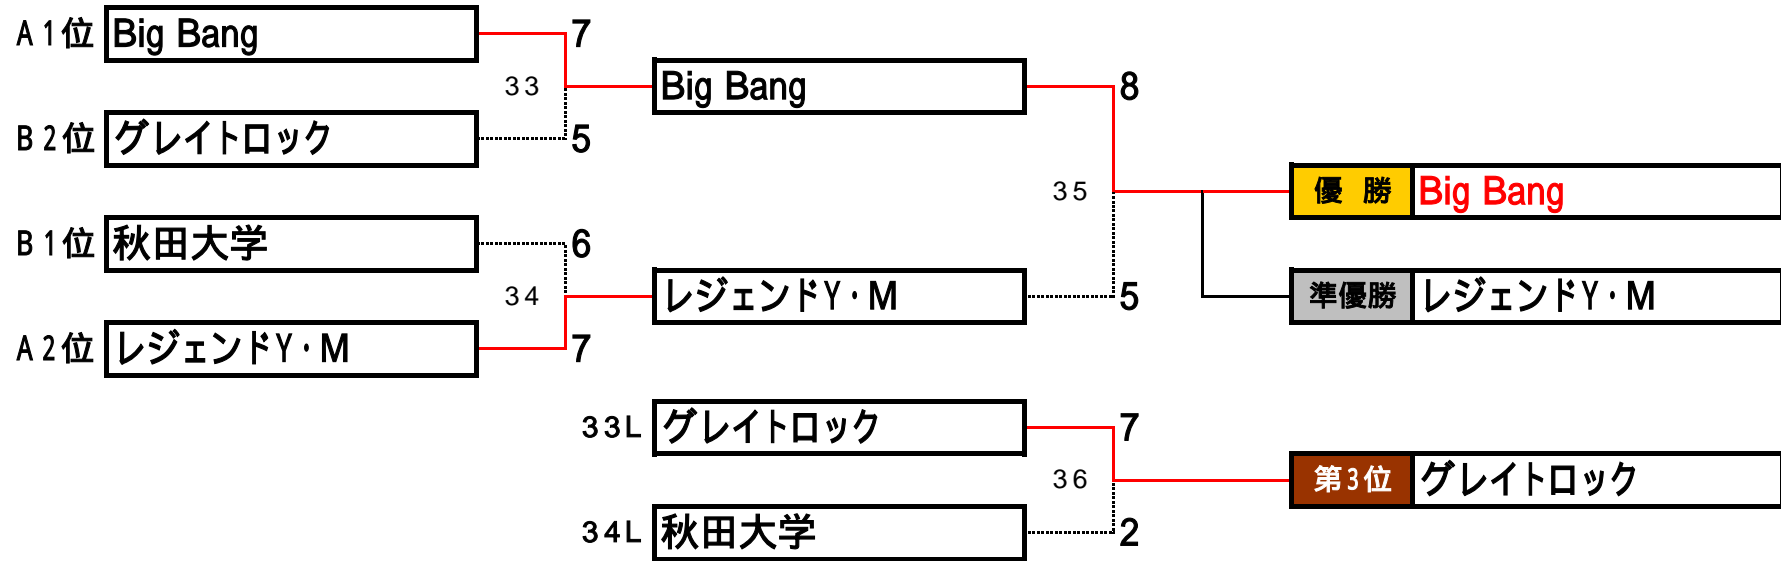 A1位 Big Bang 7
33
B2位 グレイトロック 5
Big Bang 8
B1位 秋田大学 6
34
A2位 レジェンドY・M 7
レジェンドY・M 5
35
優 勝 Big Bang
準優勝 レジェンドY・M
33L グレイトロック 7
36
34L 秋田大学 2
第3位 グレイトロック